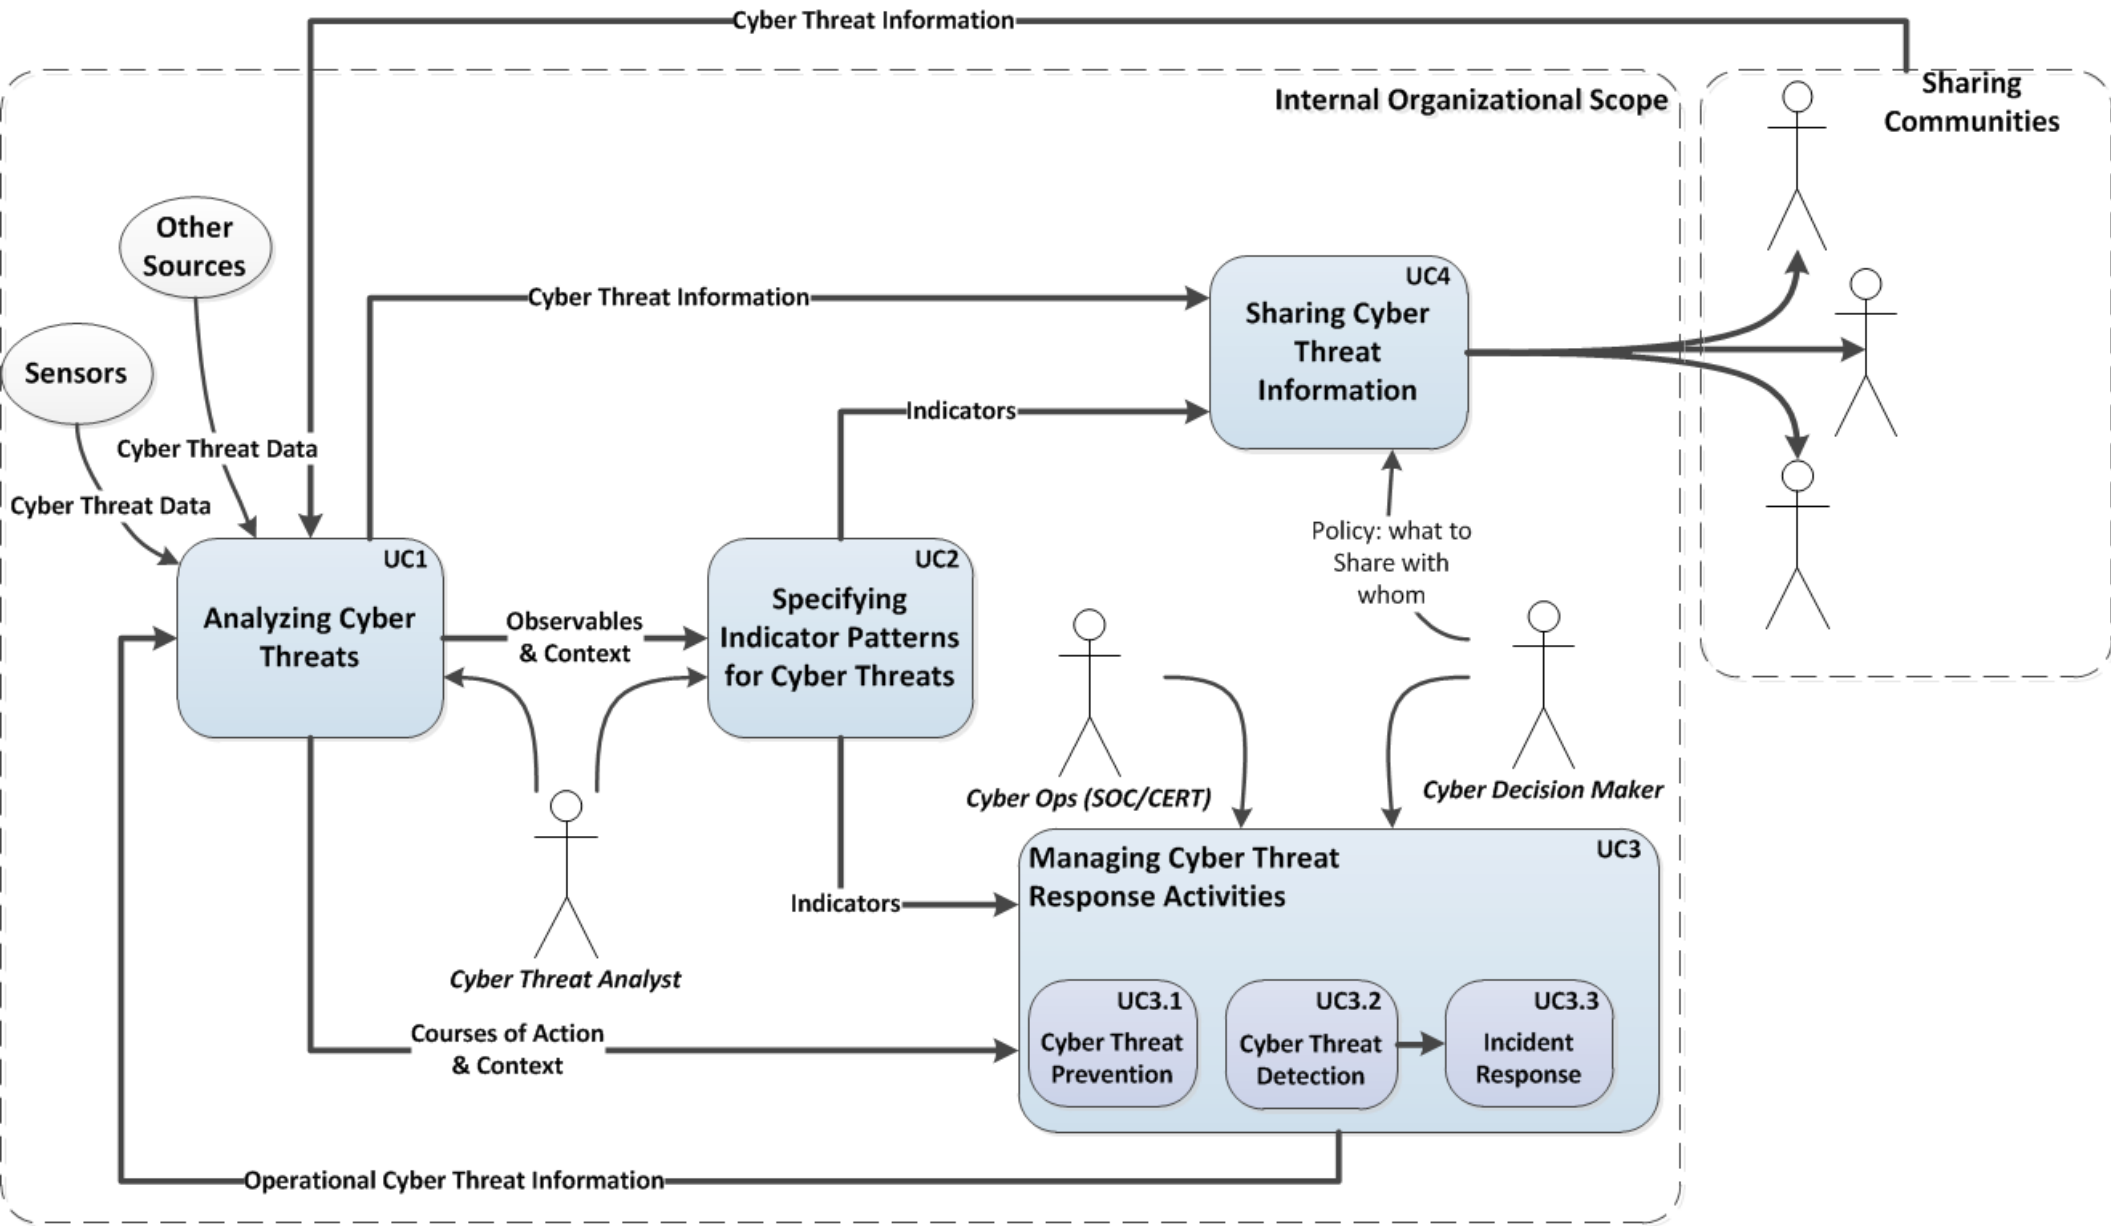 Cyber Threat Information
Internal Organizational Scope
Sharing
Communities
Other
Sources
Sensors
Cyber Threat Data
Cyber Threat Data
Cyber Threat Information
Indicators
UC4
Sharing Cyber
Threat
Information
Policy: what to
Share with
whom
UC1
Analyzing Cyber
Threats
Observables
& Context
UC2
Specifying
Indicator Patterns
for Cyber Threats
Cyber Ops (SOC/CERT)
Cyber Decision Maker
Cyber Threat Analyst
Indicators
Courses of Action
& Context
UC3
Managing Cyber Threat
Response Activities
UC3.1
Cyber Threat
Prevention
UC3.2
Cyber Threat
Detection
UC3.3
Incident
Response
Operational Cyber Threat Information